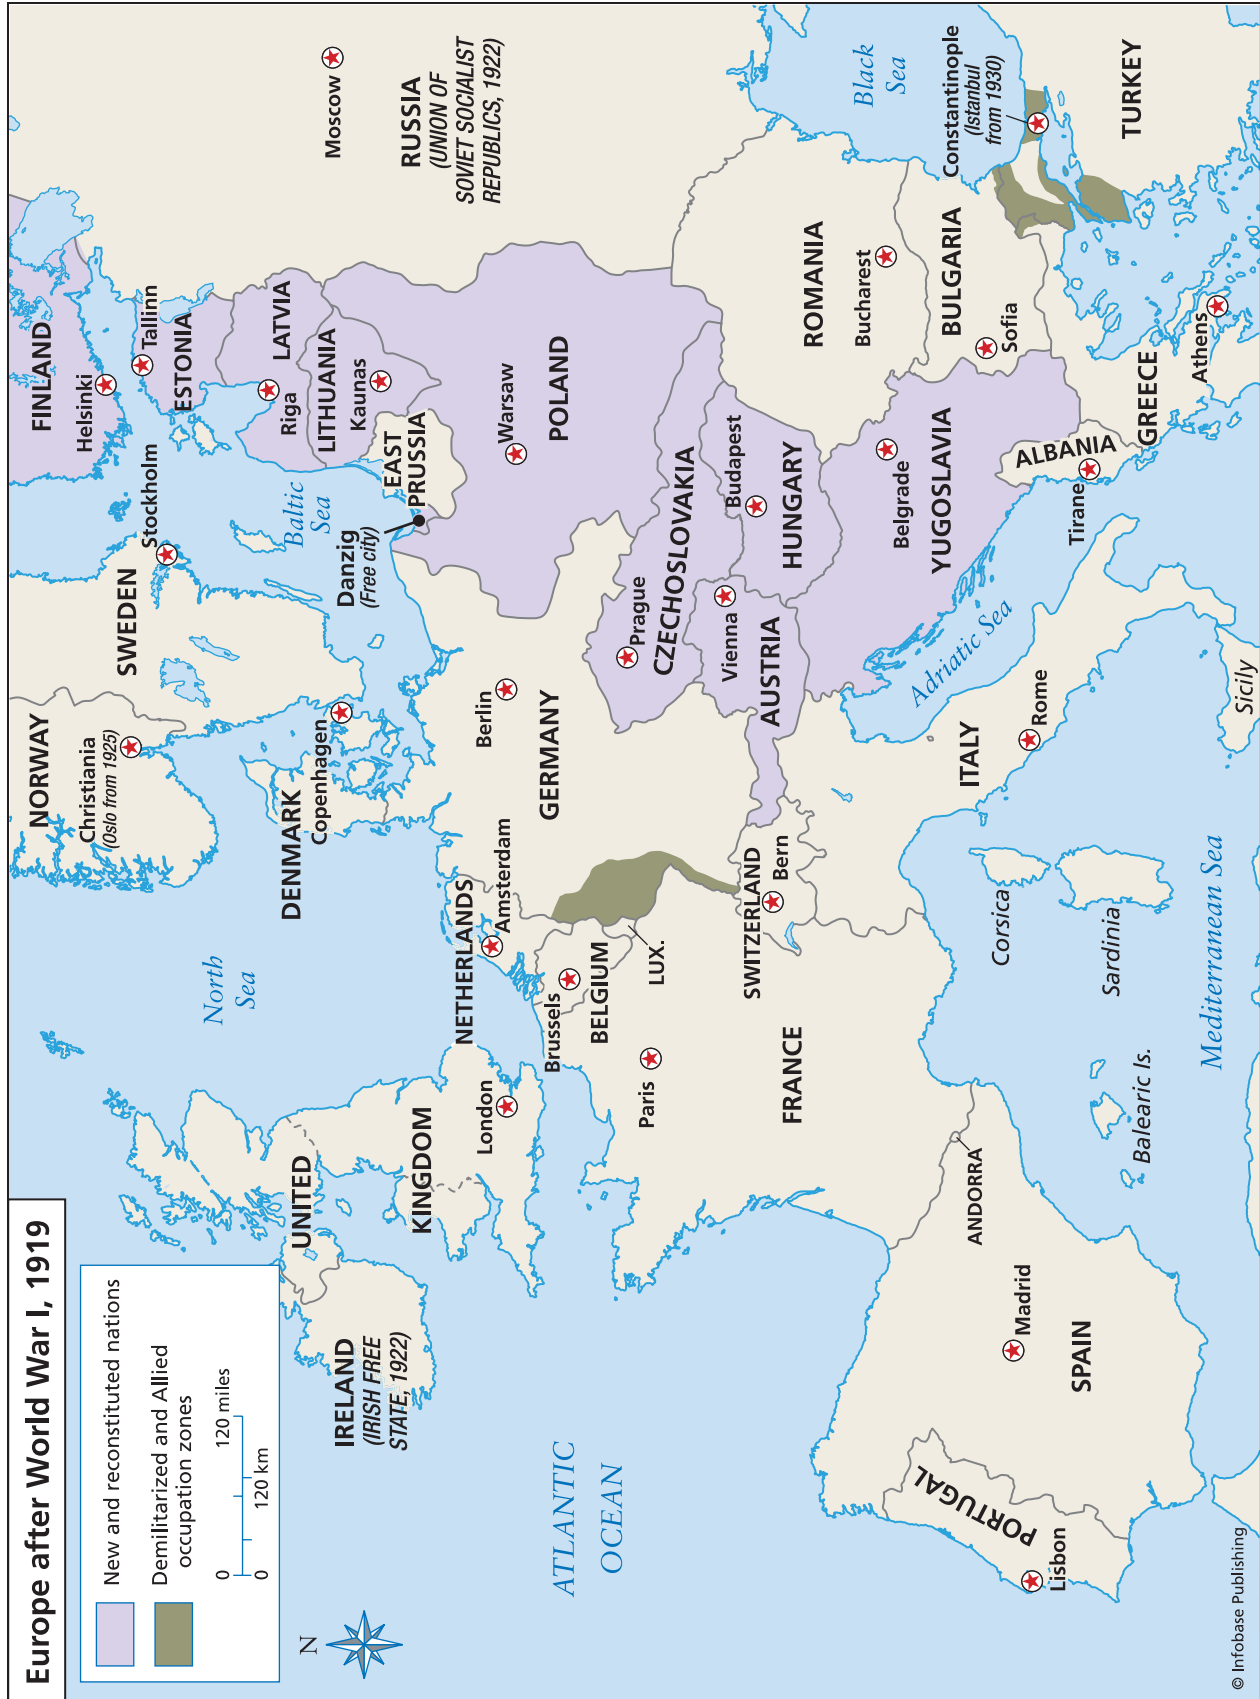 Europe after World War I, 1919
New and reconstituted nations
Demilitarized and Allied
occupation zones
0
120 miles
0
120 km
N
NORWAY
Christiania
(Oslo from 1925)
SWEDEN
Stockholm
FINLAND
Helsinki
Tallinn
ESTONIA
LATVIA
Riga
LITHUANIA
Kaunas
Moscow
RUSSIA
(UNION OF
SOVIET SOCIALIST
REPUBLICS, 1922)
North
Sea
Baltic
Sea
DENMARK
Copenhagen
Danzig
(Free city)
EAST
PRUSSIA
UNITED
KINGDOM
London
IRELAND
(IRISH FREE
STATE, 1922)
NETHERLANDS
Amsterdam
Brussels
BELGIUM
LUX.
Berlin
GERMANY
Warsaw
POLAND
Prague
CZECHOSLOVAKIA
ATLANTIC
OCEAN
Paris
FRANCE
SWITZERLAND
Bern
Vienna
AUSTRIA
Budapest
HUNGARY
ROMANIA
Bucharest
Black
Sea
Belgrade
YUGOSLAVIA
BULGARIA
Sofia
Constantinople
(Istanbul
from 1930)
TURKEY
ANDORRA
PORTUGAL
Lisbon
Madrid
SPAIN
Balearic Is.
Corsica
Sardinia
ITALY
Rome
Adriatic Sea
Tirane
ALBANIA
GREECE
Athens
Sicily
Mediterranean Sea
© Infobase Publishing